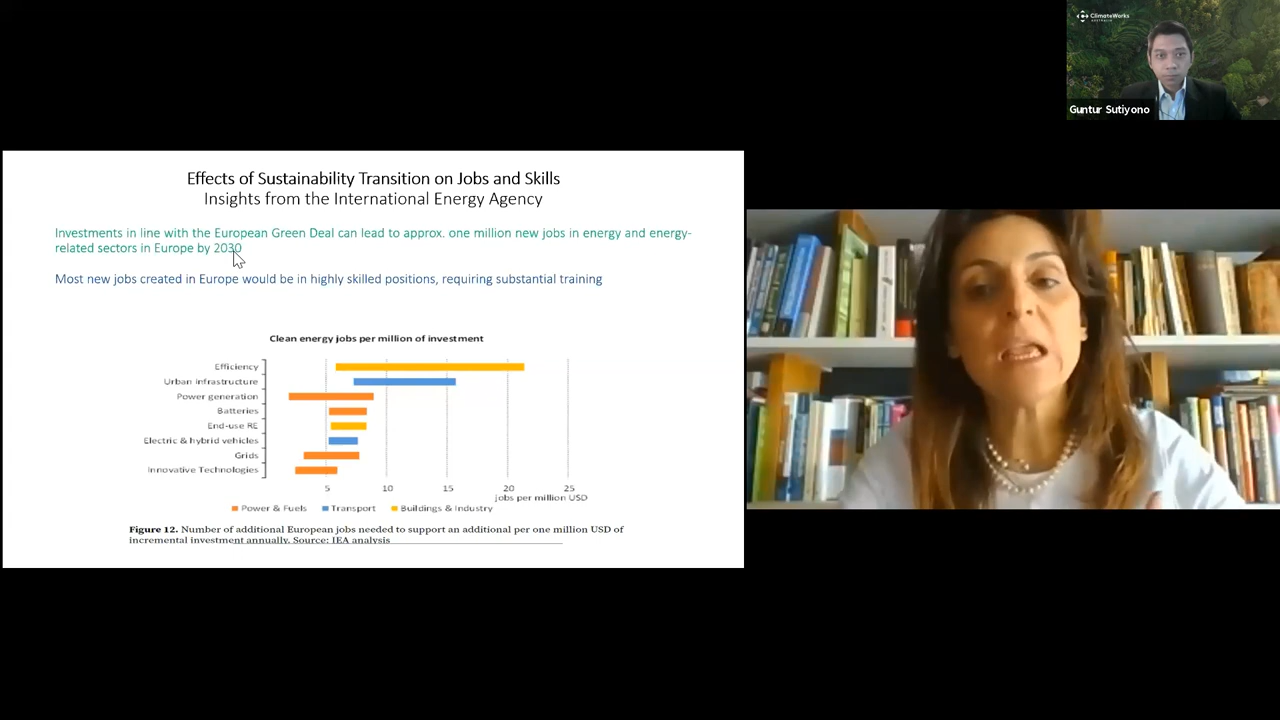 ClimateWorks
AUSTRALIA
Guntur Sutiyono
Effects of Sustainability Transition on Jobs and Skills
Insights from the International Energy Agency
Investments in line with the European Green Deal can lead to approx. one million new jobs in energy and energy-
related sectors in Europe by 2030
Most new jobs created in Europe would be in highly skilled positions, requiring substantial training
Clean energy jobs per million of investment
Efficiency
Urban Infrastructure
Power generation
Batteries
End-use RE
Electric & hybrid vehicles
Grids
Innovative Technologies
5 10 15 20 25
jobs per million USD
Power & Fuels Transport Buildings & Industry
Figure 12. Number of additional European jobs needed to support an additional per one million USD of
incremental investment annually. Source: IEA analysis